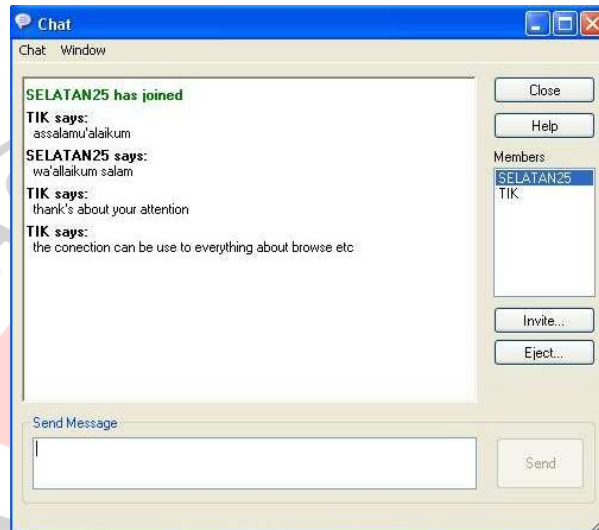 Chat
Chat Window
SELATAN25 has joined
TIK says:
assalamu'alaikum
SELATAN25 says:
wa'allaikum salam
TIK says:
thank's about your attention
TIK says:
the conection can be use to everything about browse etc
Close
Help
Members
SELATAN25
TIK
Invite...
Eject...
Send Message
Send